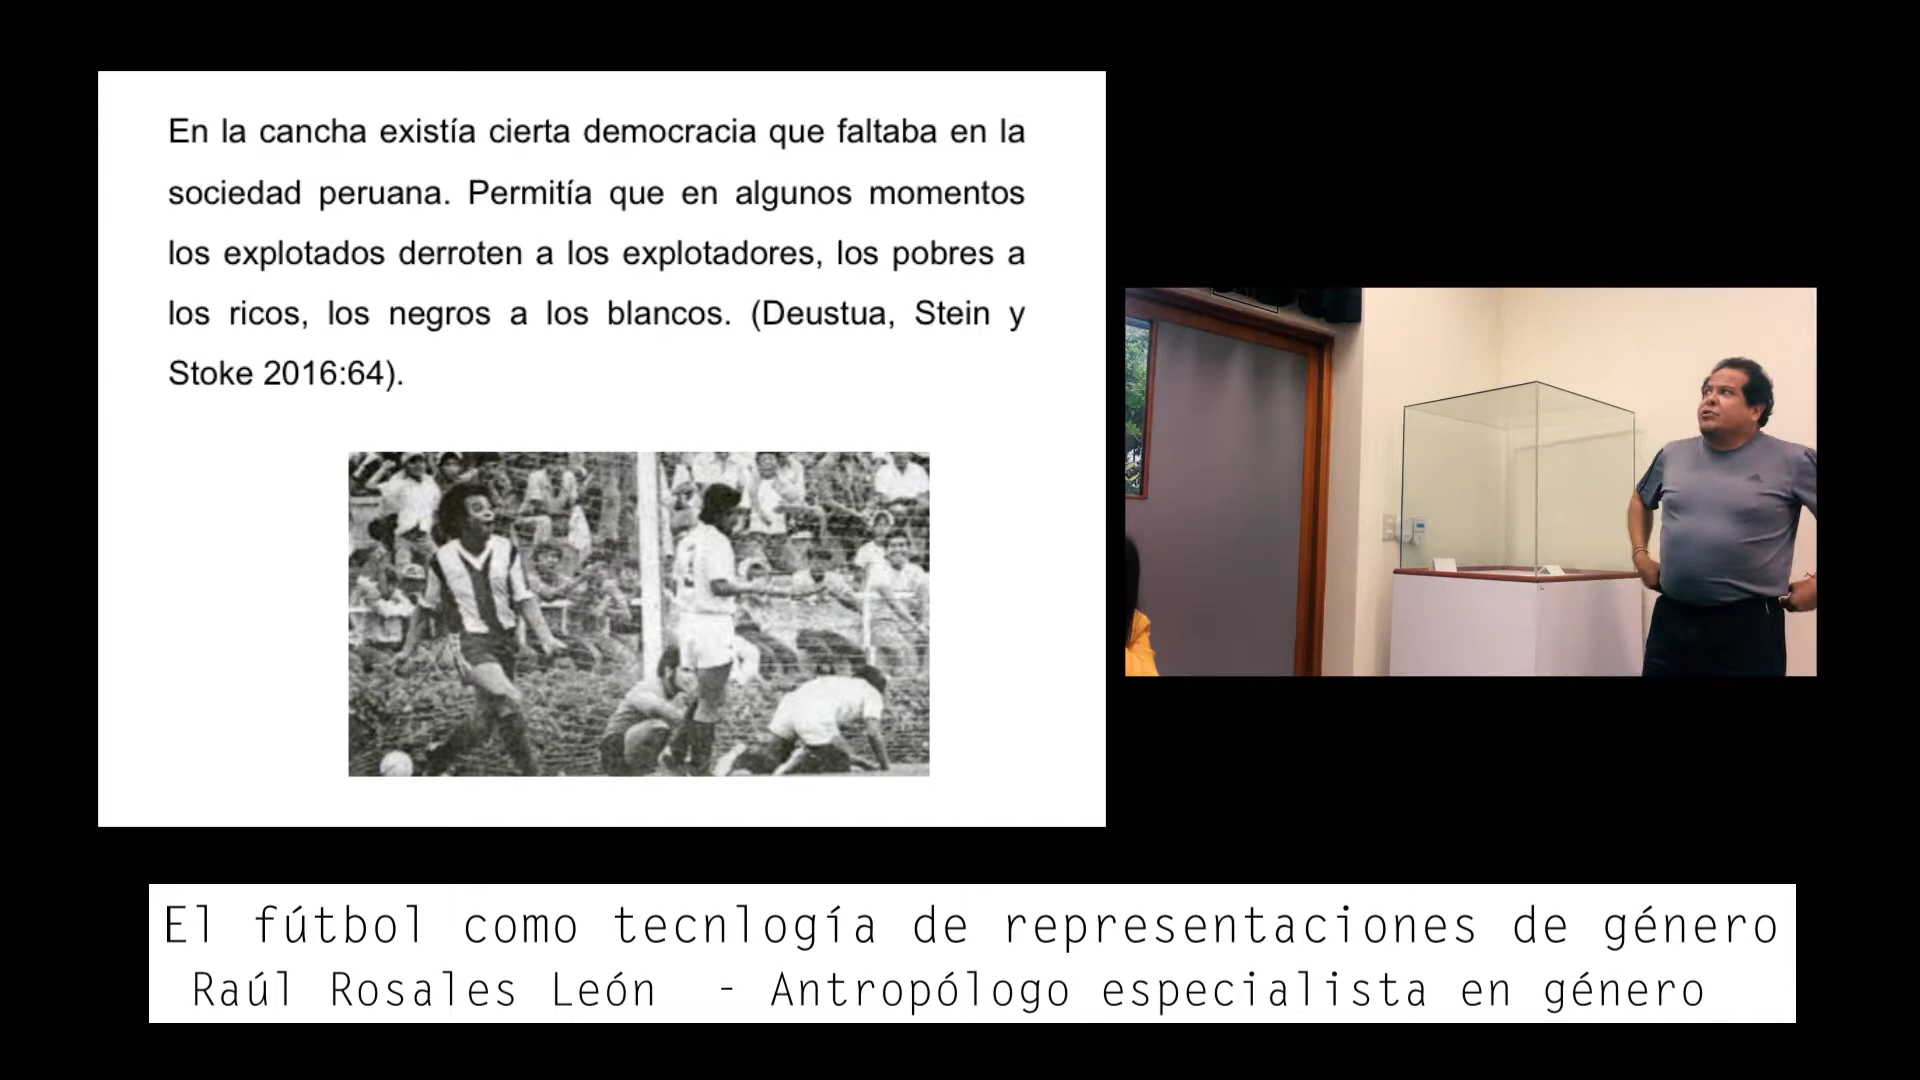 En la cancha existía cierta democracia que faltaba en la
sociedad peruana. Permitía que en algunos momentos
los explotados derroten a los explotadores, los pobres a
los ricos, los negros a los blancos. (Deustua, Stein y
Stoke 2016:64).
El fútbol como tecnlogía de representaciones de género
Raúl Rosales León - Antropólogo especialista en género